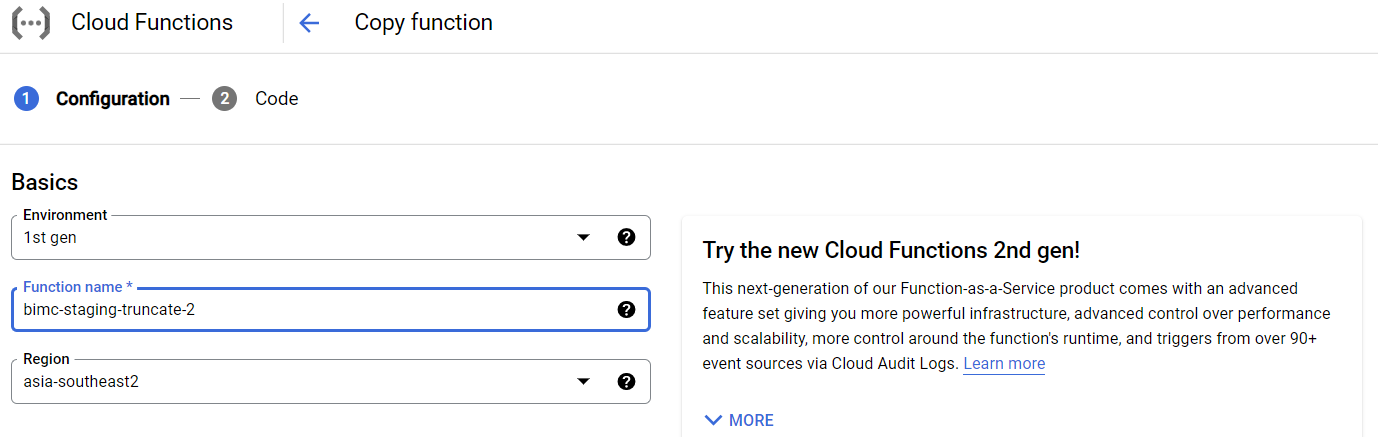 Cloud Functions
Copy function
1 Configuration
2 Code
Basics
Environment
1st gen
Function name *
bimc-staging-truncate-2
Region
asia-southeast2
Try the new Cloud Functions 2nd gen!
This next-generation of our Function-as-a-Service product comes with an advanced
feature set giving you more powerful infrastructure, advanced control over performance
and scalability, more control around the function's runtime, and triggers from over 90+
event sources via Cloud Audit Logs. Learn more
MORE